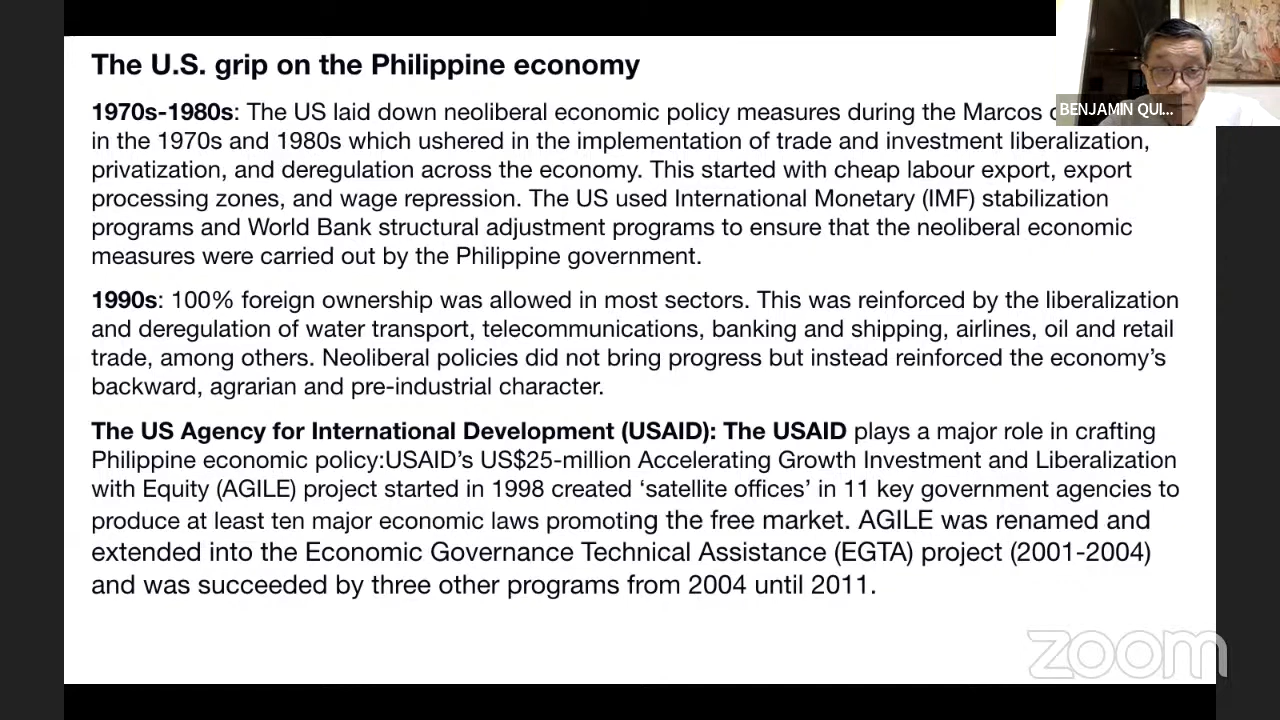 The U.S. grip on the Philippine economy
1970s-1980s: The US laid down neoliberal economic policy measures during the Marcos
BENJAMIN QUI...
in the 1970s and 1980s which ushered in the implementation of trade and investment liberalization,
privatization, and deregulation across the economy. This started with cheap labour export, export
processing zones, and wage repression. The US used International Monetary (IMF) stabilization
programs and World Bank structural adjustment programs to ensure that the neoliberal economic
measures were carried out by the Philippine government.
1990s: 100% foreign ownership was allowed in most sectors. This was reinforced by the liberalization
and deregulation of water transport, telecommunications, banking and shipping, airlines, oil and retail
trade, among others. Neoliberal policies did not bring progress but instead reinforced the economy’s
backward, agrarian and pre-industrial character.
The US Agency for International Development (USAID): The USAID plays a major role in crafting
Philippine economic policy:USAID’s US$25-million Accelerating Growth Investment and Liberalization
with Equity (AGILE) project started in 1998 created ‘satellite offices’ in 11 key government agencies to
produce at least ten major economic laws promoting the free market. AGILE was renamed and
extended into the Economic Governance Technical Assistance (EGTA) project (2001-2004)
and was succeeded by three other programs from 2004 until 2011.
zoom